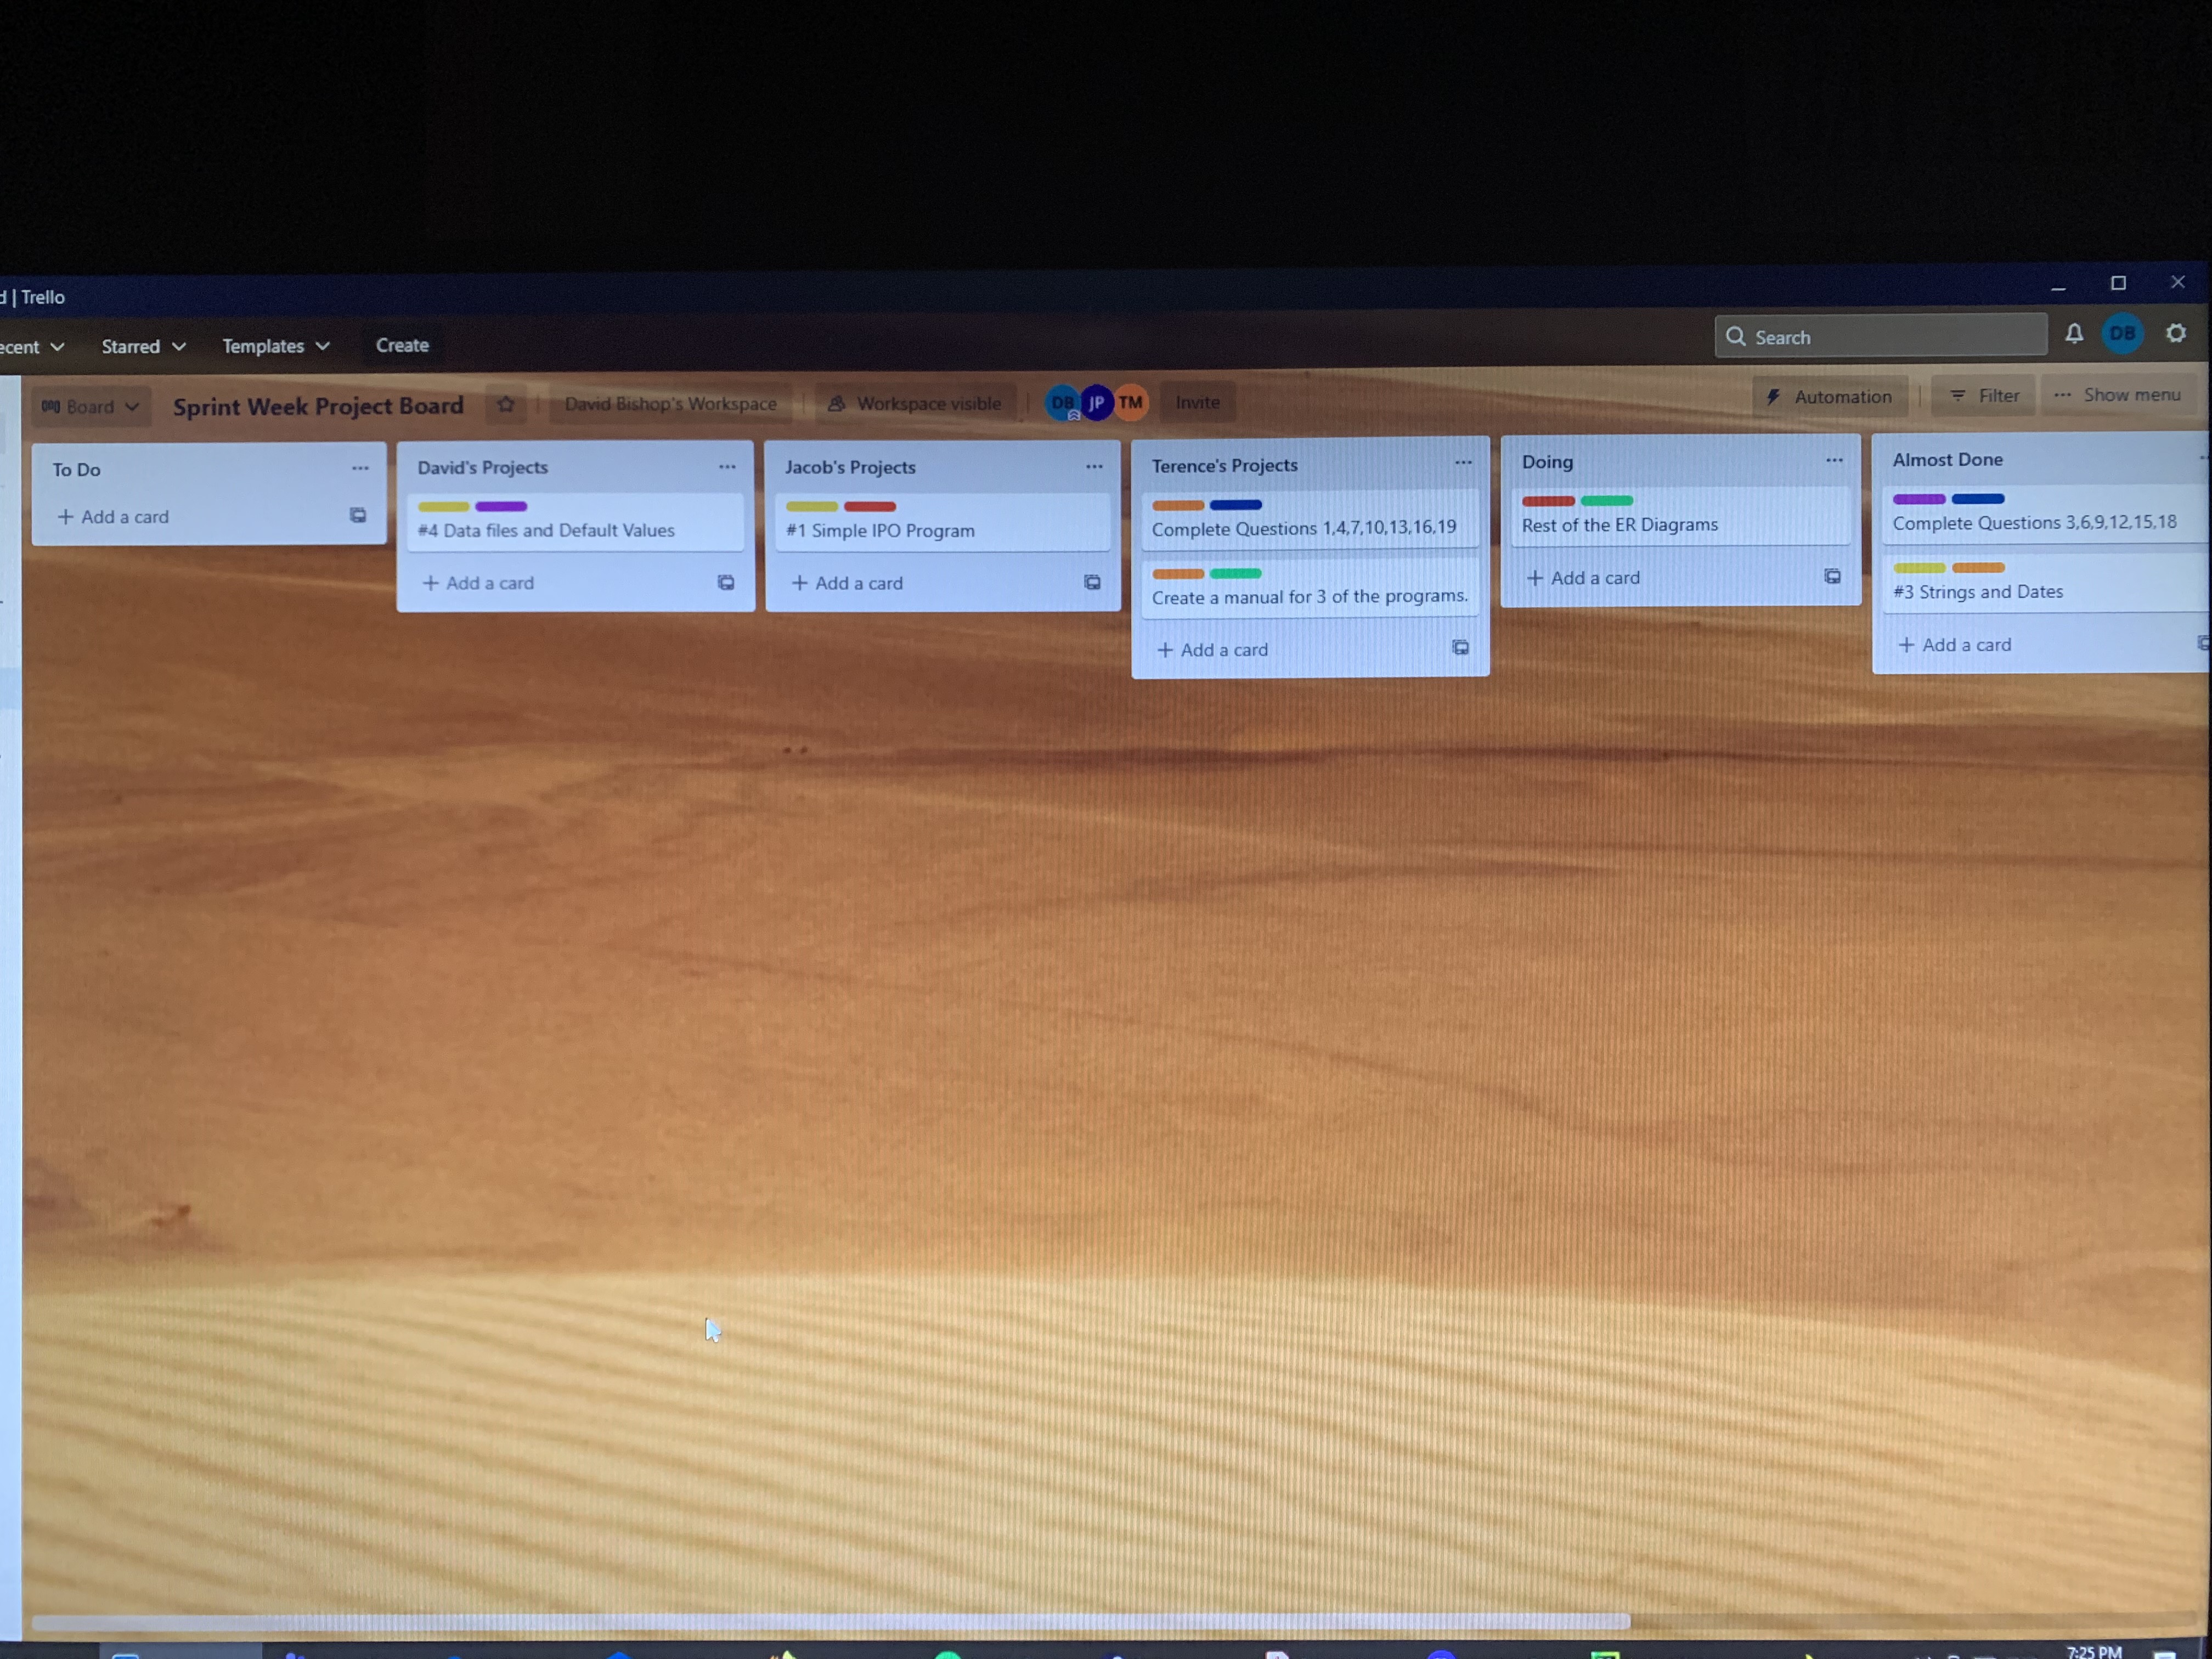 d | Trello
ecent Starred Templates Create Search DB
Board Sprint Week Project Board David Bishop's Workspace Workspace visible DB JP TM Invite Automation Filter Show menu
To Do
+ Add a card
David's Projects
#4 Data files and Default Values
+ Add a card
Jacob's Projects
#1 Simple IPO Program
+ Add a card
Terence's Projects
Complete Questions 1,4,7,10,13,16,19
Create a manual for 3 of the programs.
+ Add a card
Doing
Rest of the ER Diagrams
+ Add a card
Almost Done
Complete Questions 3,6,9,12,15,18
#3 Strings and Dates
+ Add a card
7:25 PM